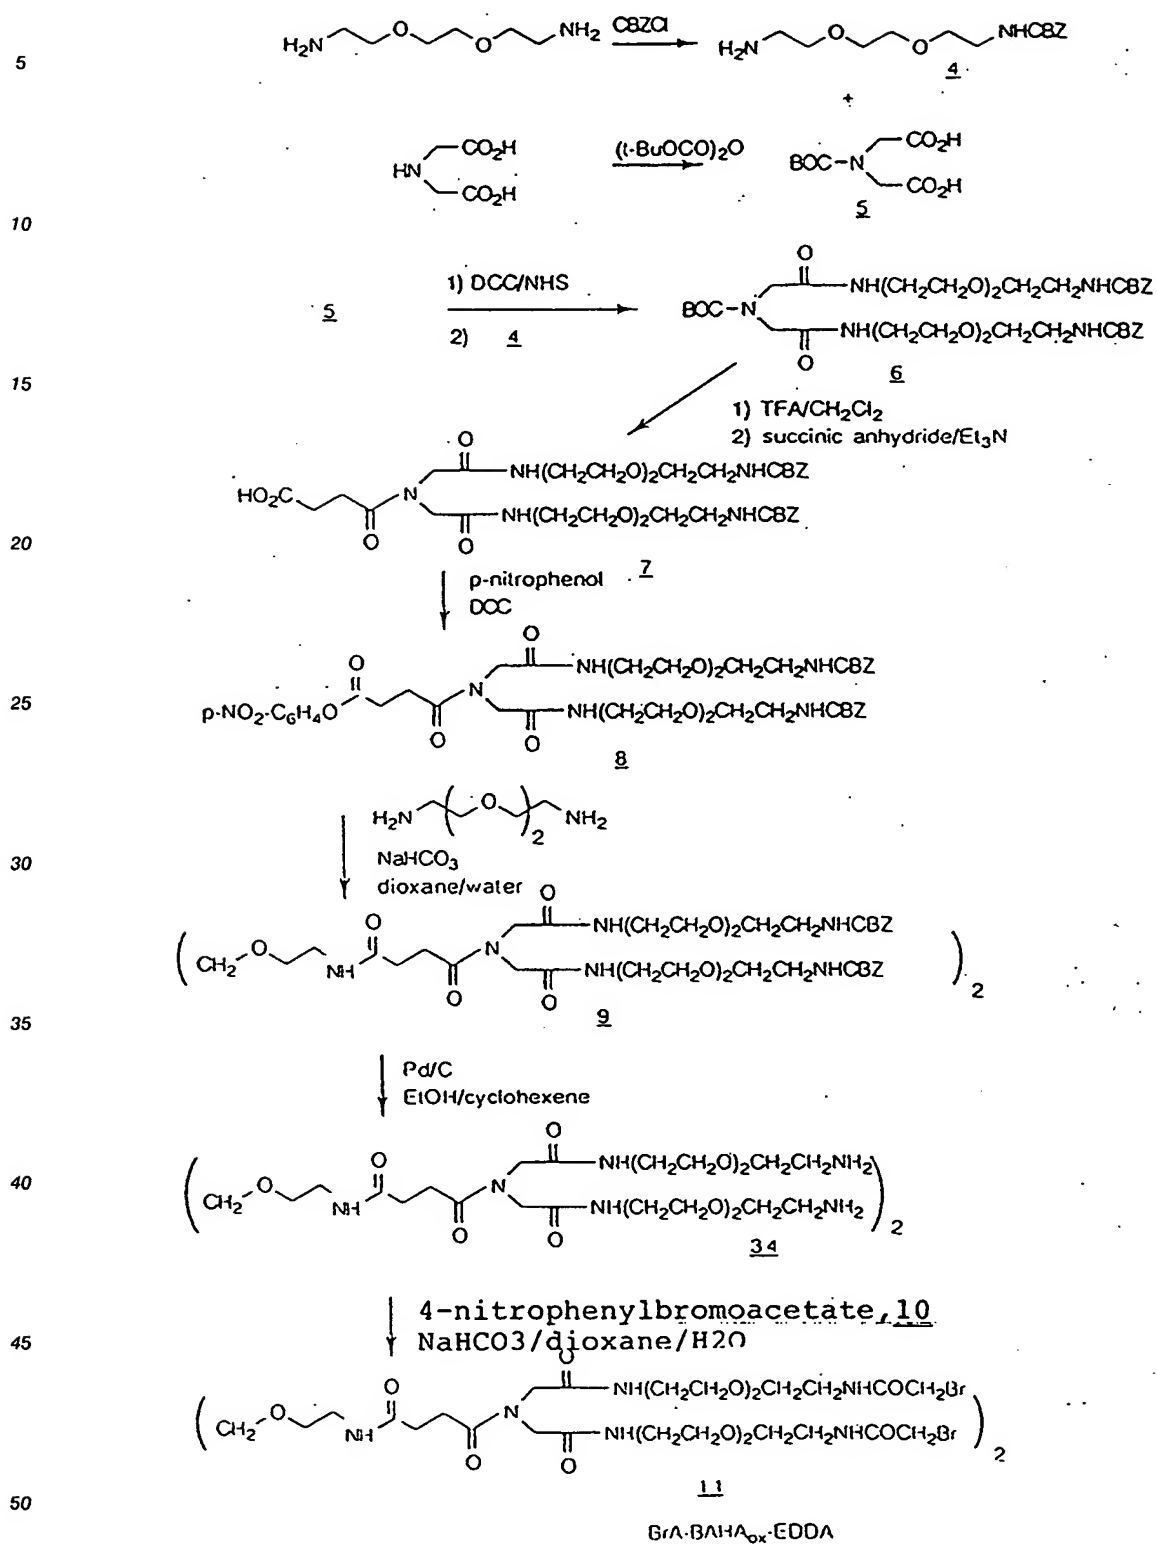 H₂N O O NH₂ CBZCl H₂N O O NHCBZ
5
4
+
HN CO₂H CO₂H (t-BuOCO)₂O BOC-N CO₂H CO₂H
5
10
5 1) DCC/NHS
2) 4
O
BOC-N NH(CH₂CH₂O)₂CH₂CH₂NHCBZ
NH(CH₂CH₂O)₂CH₂CH₂NHCBZ
O
6
15
1) TFA/CH₂Cl₂
2) succinic anhydride/Et₃N
O
HO₂C N NH(CH₂CH₂O)₂CH₂CH₂NHCBZ
NH(CH₂CH₂O)₂CH₂CH₂NHCBZ
O O
20
7
p-nitrophenol
DCC
O
O N NH(CH₂CH₂O)₂CH₂CH₂NHCBZ
25
p-NO₂-C₆H₄O NH(CH₂CH₂O)₂CH₂CH₂NHCBZ
O O
8
H₂N ( O )₂ NH₂
30
NaHCO₃
dioxane/water
O
O NH(CH₂CH₂O)₂CH₂CH₂NHCBZ
( CH₂ O NH N NH(CH₂CH₂O)₂CH₂CH₂NHCBZ )₂
O O
9
35
Pd/C
EtOH/cyclohexene
O
O NH(CH₂CH₂O)₂CH₂CH₂NH₂
40
( CH₂ O NH N NH(CH₂CH₂O)₂CH₂CH₂NH₂ )₂
O O
34
4-nitrophenylbromoacetate,10
NaHCO3/dioxane/H2O
45
O
O NH(CH₂CH₂O)₂CH₂CH₂NHCOCH₂Br
( CH₂ O NH N NH(CH₂CH₂O)₂CH₂CH₂NHCOCH₂Br )₂
O O
11
50
BrA-BAHAₒₓ-EDDA